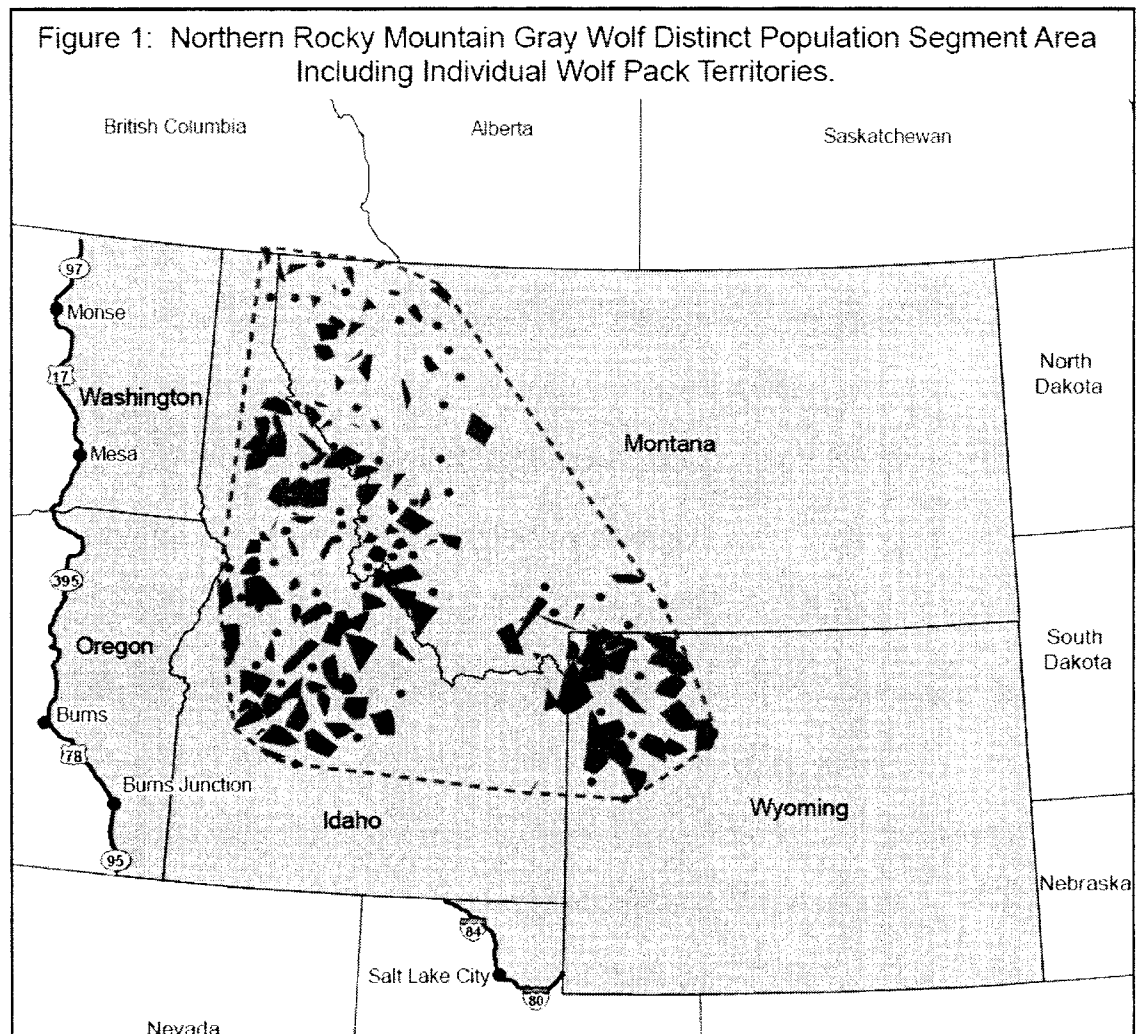 Figure 1: Northern Rocky Mountain Gray Wolf Distinct Population Segment Area
Including Individual Wolf Pack Territories.
British Columbia
Alberta
Saskatchewan
97
Monse
17
Washington
Mesa
North
Dakota
Montana
395
Oregon
South
Dakota
Burns
78
Burns Junction
Idaho
Wyoming
95
Nebraska
84
Salt Lake City
80
Nevada